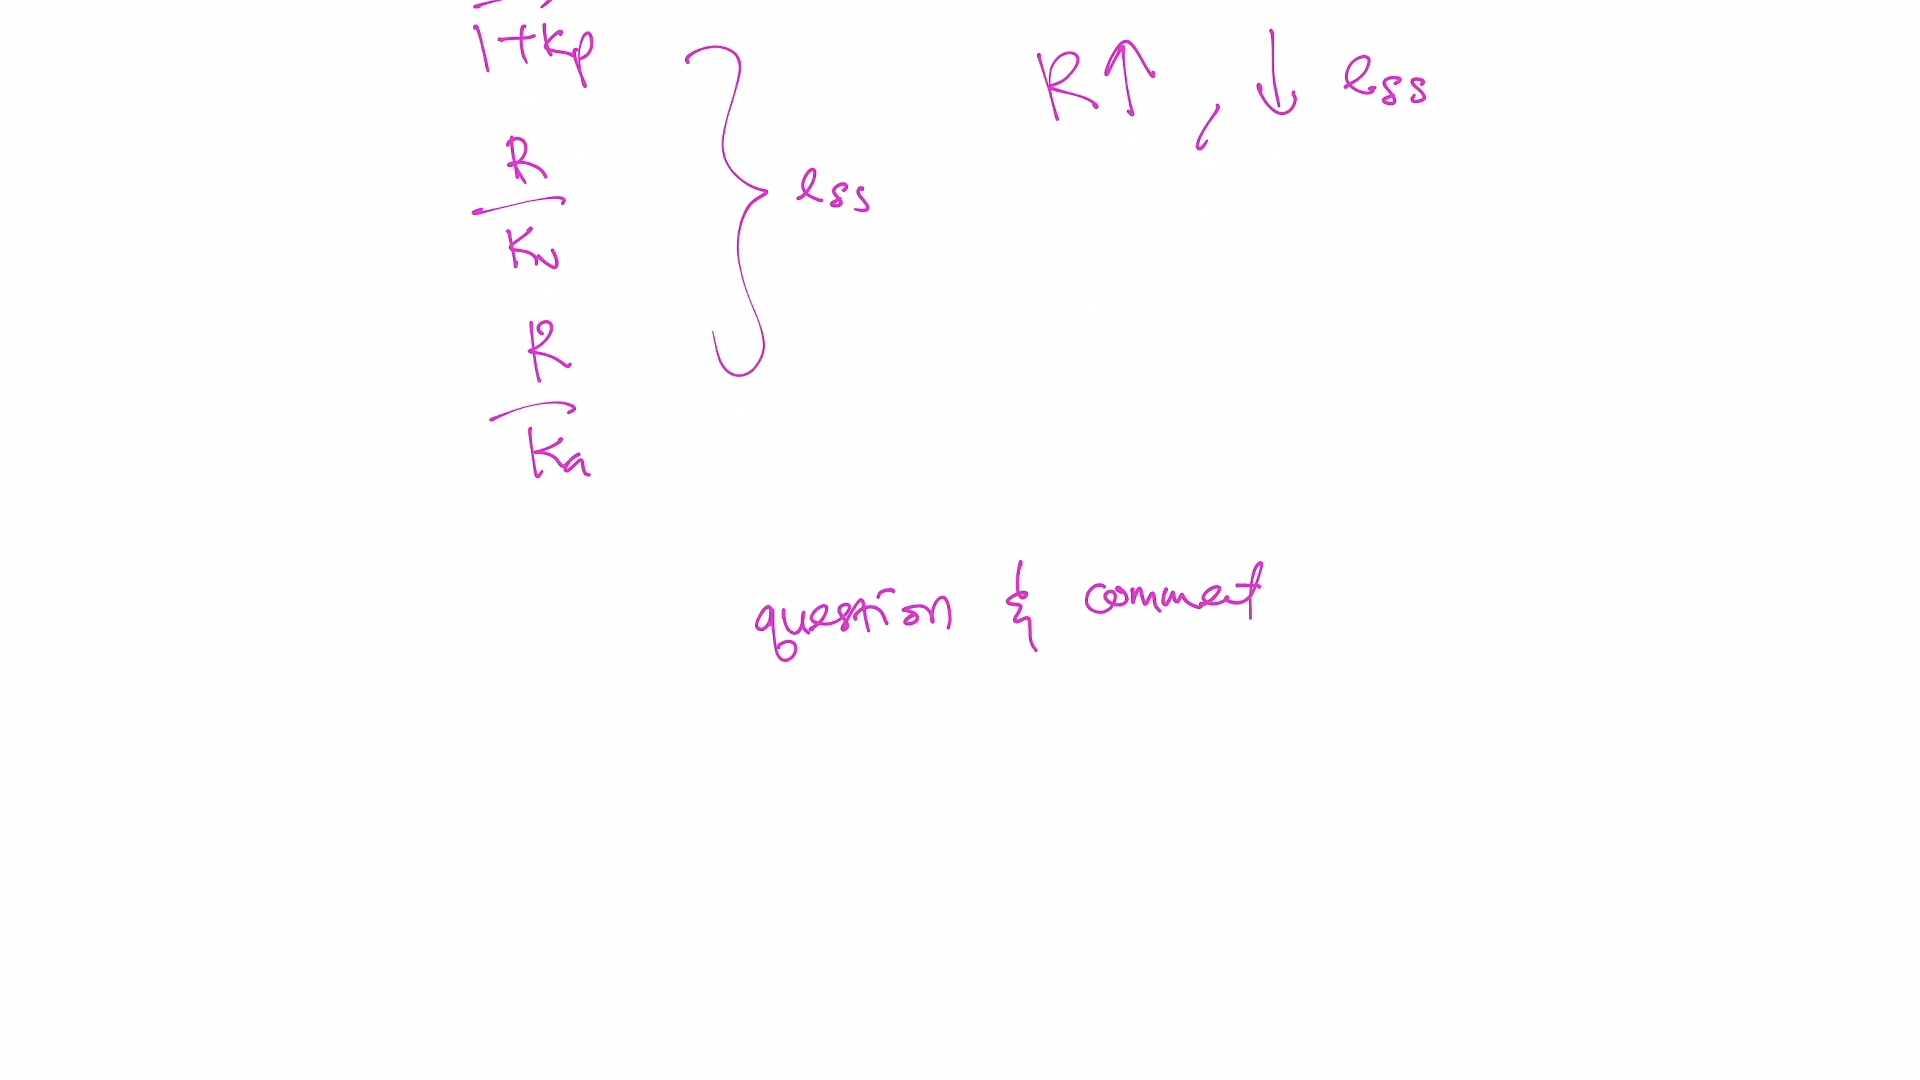 1+Kp
R↑, ↓ ess
R
Kv
ess
R
Ka
question & comment